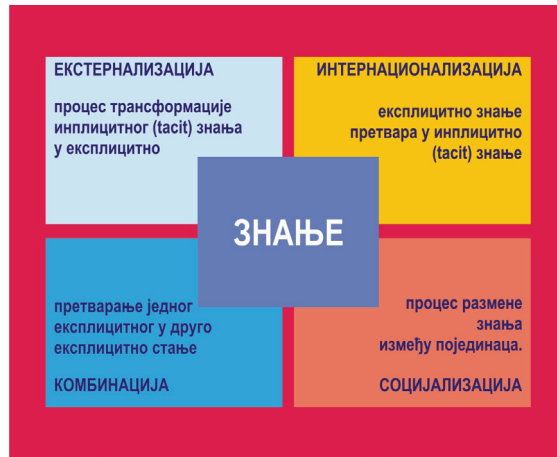 ЕКСТЕРНАЛИЗАЦИЈА
процес трансформације
инплицитног (tacit) знања
у експлицитно
ИНТЕРНАЦИОНАЛИЗАЦИЈА
експлицитно знање
претвара у инплицитно
(tacit) знање
ЗНАЊЕ
претварање једног
експлицитног у друго
експлицитно стање
КОМБИНАЦИЈА
процес размене
знања
између појединаца.
СОЦИЈАЛИЗАЦИЈА